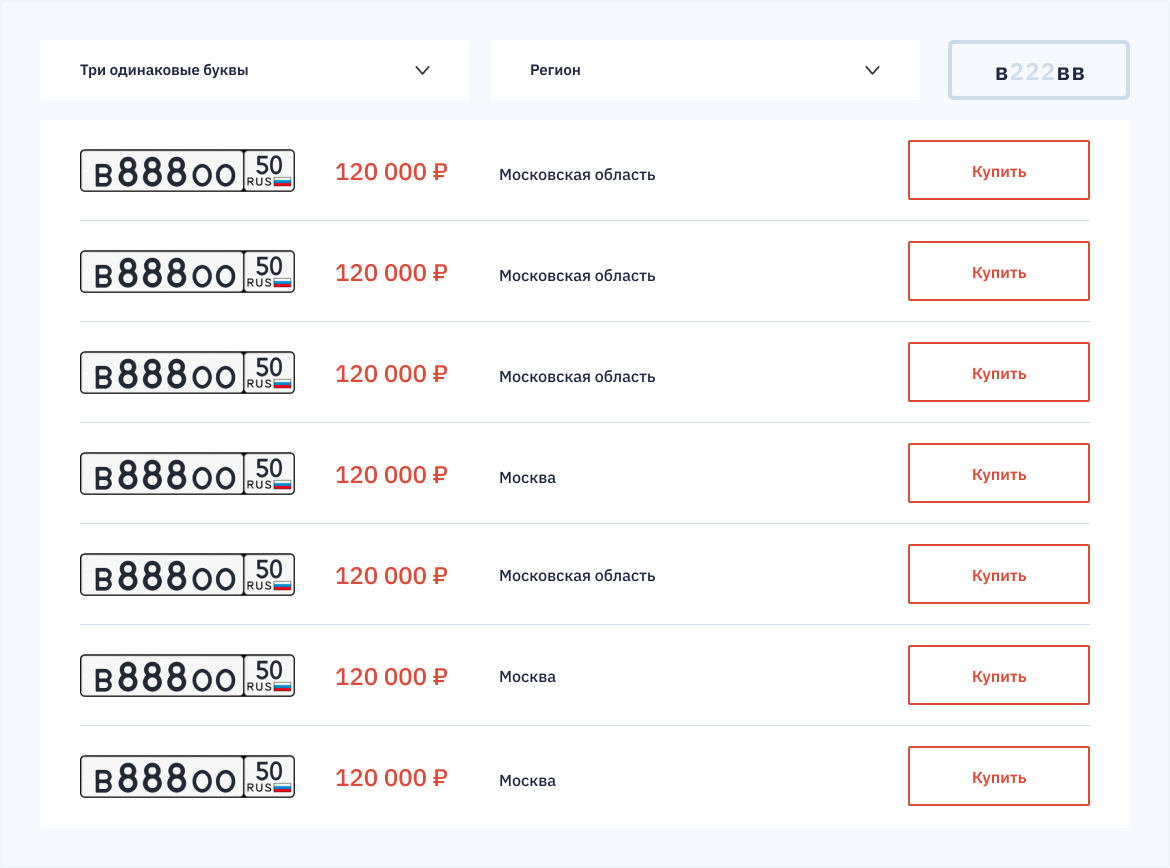 Три одинаковые буквы
Регион
в222вв
В888ОО 50 RUS
120 000 ₽
Московская область
Купить
В888ОО 50 RUS
120 000 ₽
Московская область
Купить
В888ОО 50 RUS
120 000 ₽
Московская область
Купить
В888ОО 50 RUS
120 000 ₽
Москва
Купить
В888ОО 50 RUS
120 000 ₽
Московская область
Купить
В888ОО 50 RUS
120 000 ₽
Москва
Купить
В888ОО 50 RUS
120 000 ₽
Москва
Купить